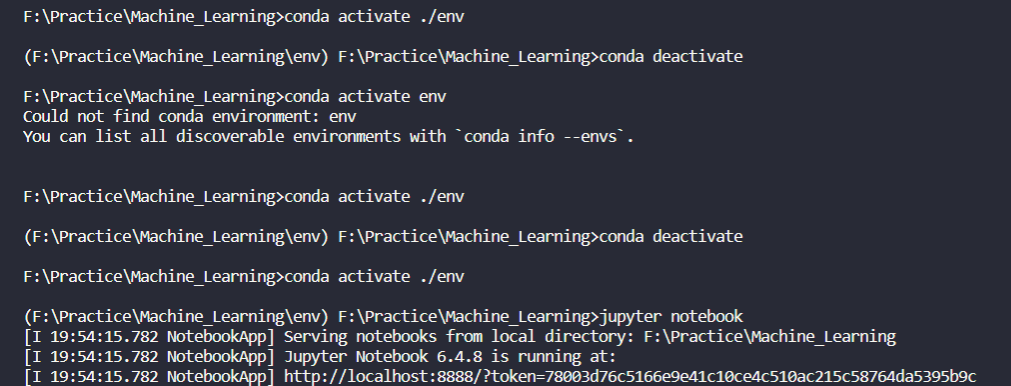 F:\Practice\Machine_Learning>conda activate ./env
(F:\Practice\Machine_Learning\env) F:\Practice\Machine_Learning>conda deactivate
F:\Practice\Machine_Learning>conda activate env
Could not find conda environment: env
You can list all discoverable environments with `conda info --envs`.
F:\Practice\Machine_Learning>conda activate ./env
(F:\Practice\Machine_Learning\env) F:\Practice\Machine_Learning>conda deactivate
F:\Practice\Machine_Learning>conda activate ./env
(F:\Practice\Machine_Learning\env) F:\Practice\Machine_Learning>jupyter notebook
[I 19:54:15.782 NotebookApp] Serving notebooks from local directory: F:\Practice\Machine_Learning
[I 19:54:15.782 NotebookApp] Jupyter Notebook 6.4.8 is running at:
[I 19:54:15.782 NotebookApp] http://localhost:8888/?token=78003d76c5166e9e41c10ce4c510ac215c58764da5395b9c